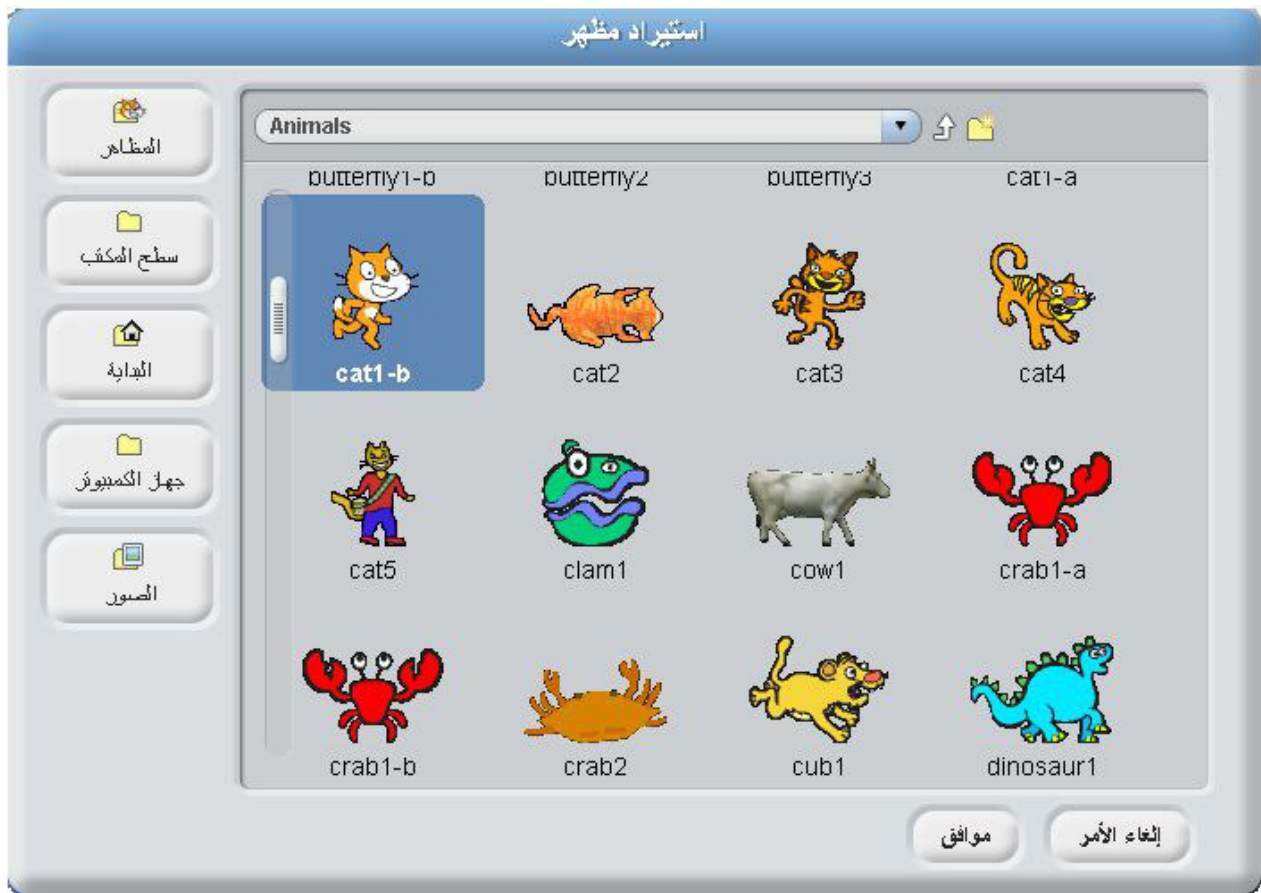 استيراد مظهر
المظاهر
سطح المكتب
البداية
جهاز الكمبيوتر
الصور
Animals
butterfly1-b butterfly2 butterfly3 cat1-a
cat1-b cat2 cat3 cat4
cat5 clam1 cow1 crab1-a
crab1-b crab2 cub1 dinosaur1
إلغاء الأمر موافق